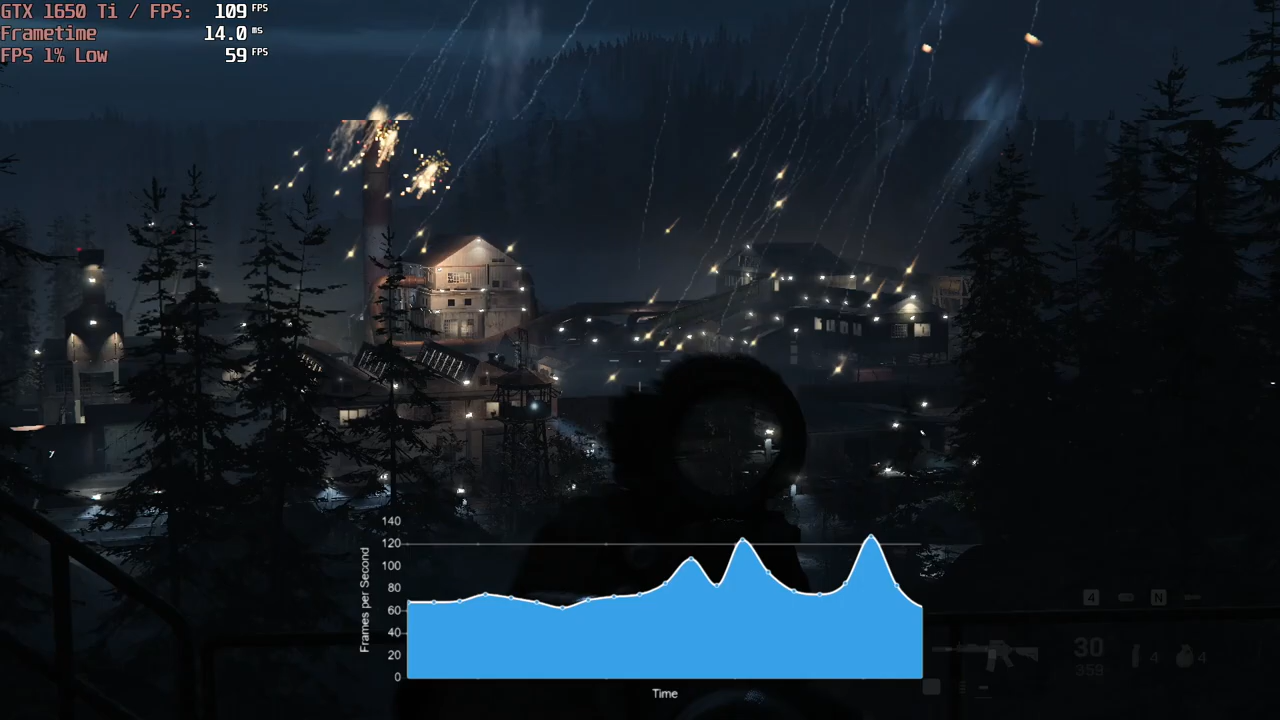 GTX 1650 Ti / FPS: 109 FPS
Frametime 14.0 ms
FPS 1% Low 59 FPS
140
120
100
80
60
40
20
0
Frames per Second
Time
4 N
30
359
4 4